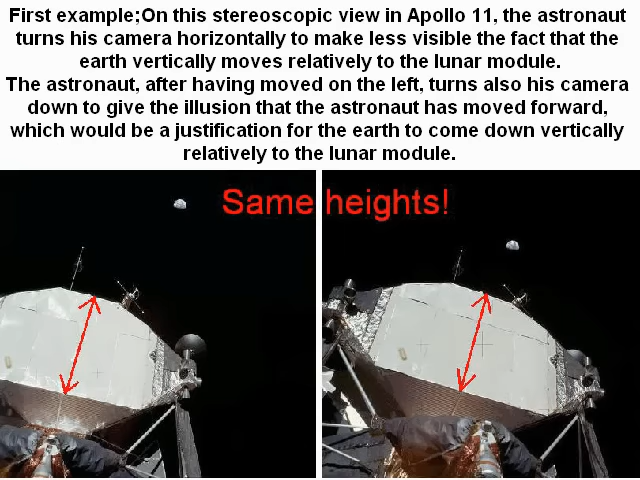 First example;On this stereoscopic view in Apollo 11, the astronaut
turns his camera horizontally to make less visible the fact that the
earth vertically moves relatively to the lunar module.
The astronaut, after having moved on the left, turns also his camera
down to give the illusion that the astronaut has moved forward,
which would be a justification for the earth to come down vertically
relatively to the lunar module.
Same heights!